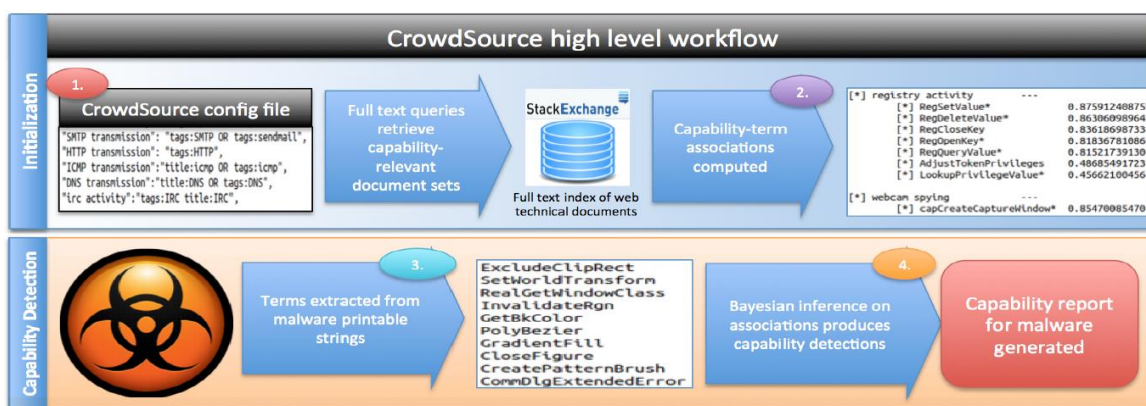 CrowdSource high level workflow
Initialization
1.
CrowdSource config file
"SMTP transmission": "tags:SMTP OR tags:sendmail",
"HTTP transmission": "tags:HTTP",
"ICMP transmission":"title:icmp OR tags:icmp",
"DNS transmission":"title:DNS OR tags:DNS",
"irc activity":"tags:IRC title:IRC",
Full text queries
retrieve
capability-
relevant
document sets
StackExchange
Full text index of web
technical documents
2.
Capability-term
associations
computed
[*] registry activity ---
[*] RegSetValue* 0.87591240875
[*] RegDeleteValue* 0.86306098964
[*] RegCloseKey 0.83618698733
[*] RegOpenKey* 0.81836781086
[*] RegQueryValue* 0.81521739130
[*] AdjustTokenPrivileges 0.48685491723
[*] LookupPrivilegeValue* 0.45662100456
[*] webcam spying ---
[*] capCreateCaptureWindow* 0.85470085470
Capability Detection
3.
Terms extracted from
malware printable
strings
ExcludeClipRect
SetWorldTransform
RealGetWindowClass
InvalidateRgn
GetBkColor
PolyBezier
GradientFill
CloseFigure
CreatePatternBrush
CommDlgExtendedError
4.
Bayesian inference on
associations produces
capability detections
Capability report
for malware
generated